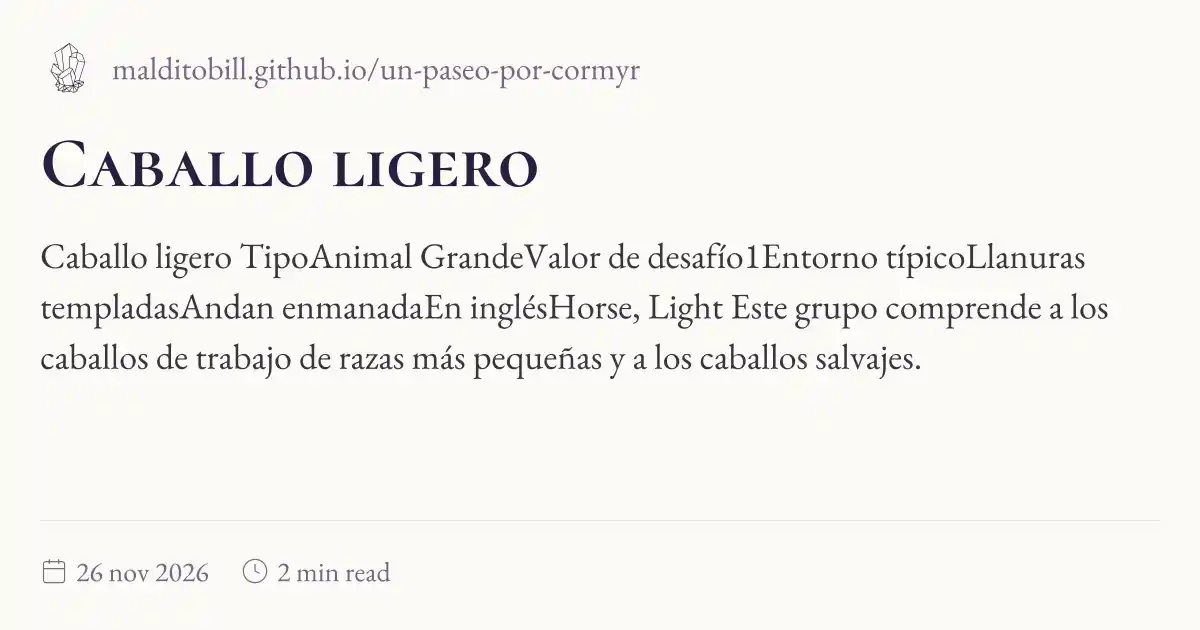 malditobill.github.io/un-paseo-por-cormyr
Caballo ligero
Caballo ligero TipoAnimal GrandeValor de desafío1Entorno típicoLlanuras
templadasAndan enmanadaEn inglésHorse, Light Este grupo comprende a los
caballos de trabajo de razas más pequeñas y a los caballos salvajes.
26 nov 2026
2 min read